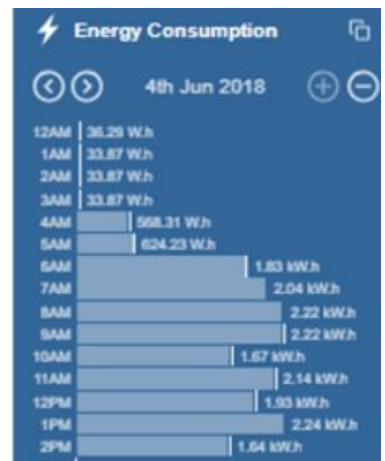 Energy Consumption
4th Jun 2018
12AM 36.29 W.h
1AM 33.87 W.h
2AM 33.87 W.h
3AM 33.87 W.h
4AM 568.31 W.h
5AM 624.23 W.h
6AM 1.83 kW.h
7AM 2.04 kW.h
8AM 2.22 kW.h
9AM 2.22 kW.h
10AM 1.67 kW.h
11AM 2.14 kW.h
12PM 1.93 kW.h
1PM 2.24 kW.h
2PM 1.64 kW.h